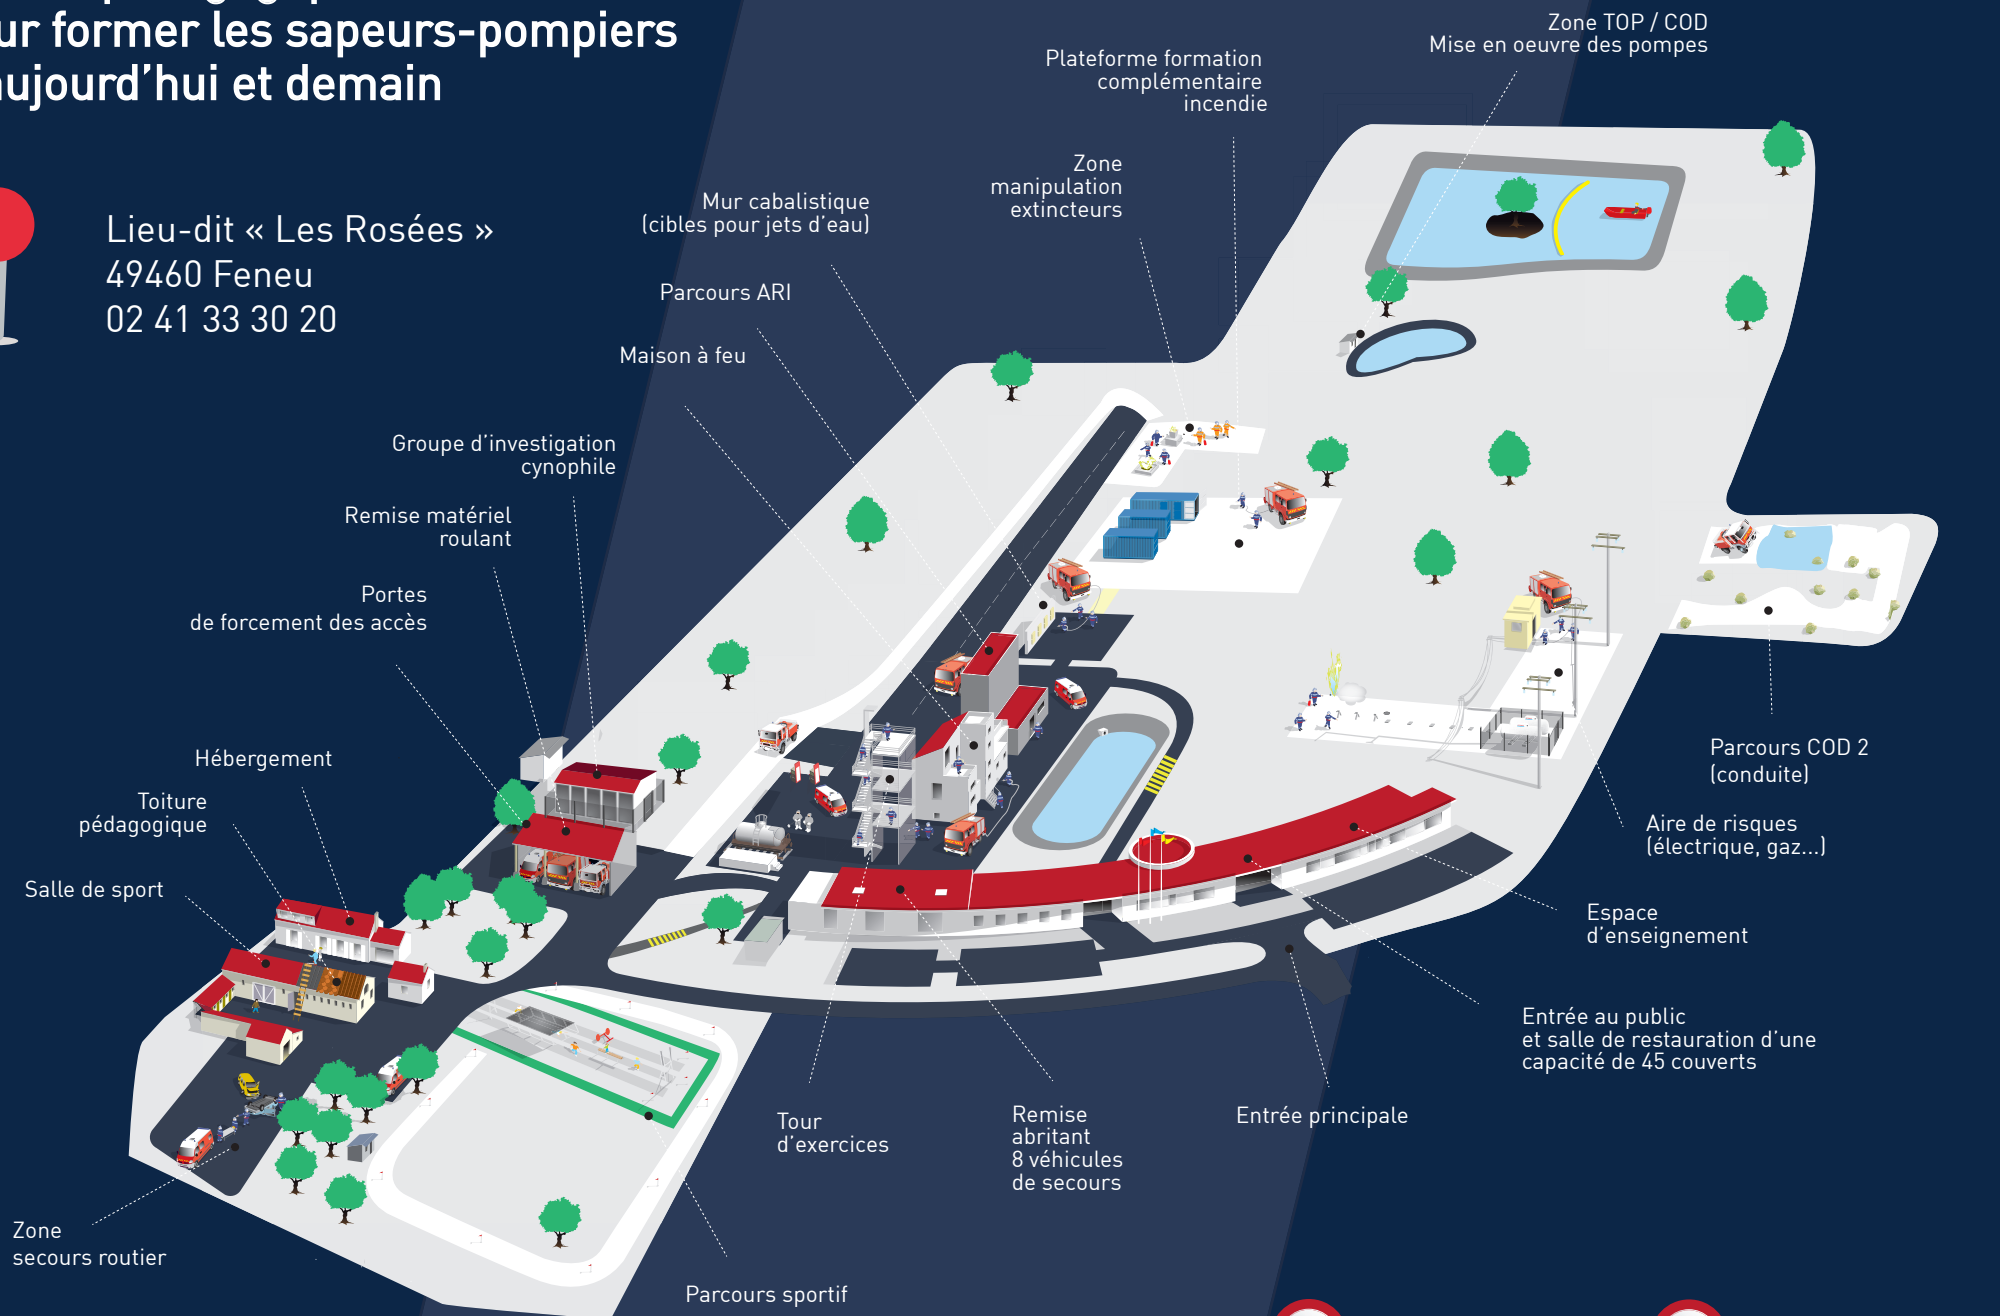 ur former les sapeurs-pompiers
aujourd’hui et demain
Lieu-dit « Les Rosées »
49460 Feneu
02 41 33 30 20
Zone TOP / COD
Mise en oeuvre des pompes
Plateforme formation
complémentaire
incendie
Zone
manipulation
extincteurs
Mur cabalistique
(cibles pour jets d’eau)
Parcours ARI
Maison à feu
Groupe d’investigation
cynophile
Remise matériel
roulant
Portes
de forcement des accès
Hébergement
Toiture
pédagogique
Salle de sport
Zone
secours routier
Parcours sportif
Tour
d’exercices
Remise
abritant
8 véhicules
de secours
Entrée principale
Entrée au public
et salle de restauration d’une
capacité de 45 couverts
Espace
d’enseignement
Aire de risques
(électrique, gaz...)
Parcours COD 2
(conduite)